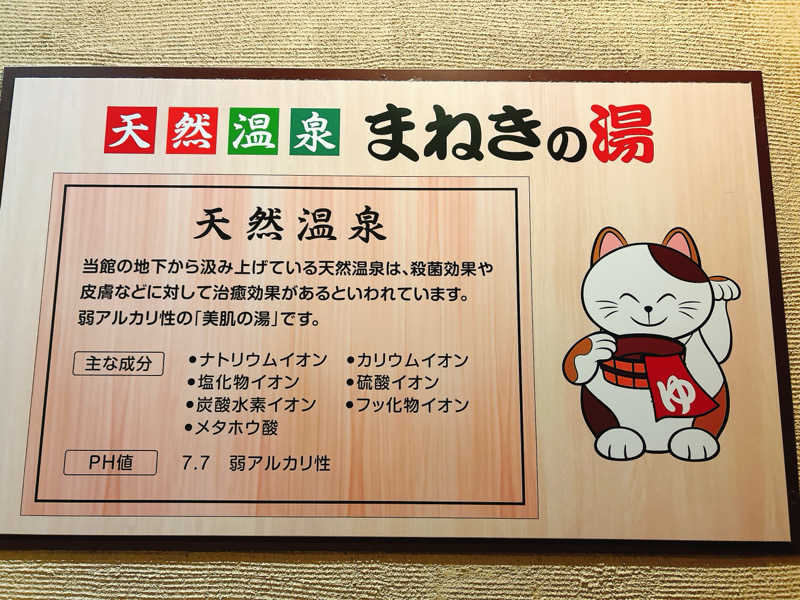 天然温泉 まねきの湯
天然温泉
当館の地下から汲み上げている天然温泉は、殺菌効果や
皮膚などに対して治癒効果があるといわれています。
弱アルカリ性の「美肌の湯」です。
主な成分 ●ナトリウムイオン ●カリウムイオン
●塩化物イオン ●硫酸イオン
●炭酸水素イオン ●フッ化物イオン
●メタホウ酸
PH値 7.7 弱アルカリ性
ゆ